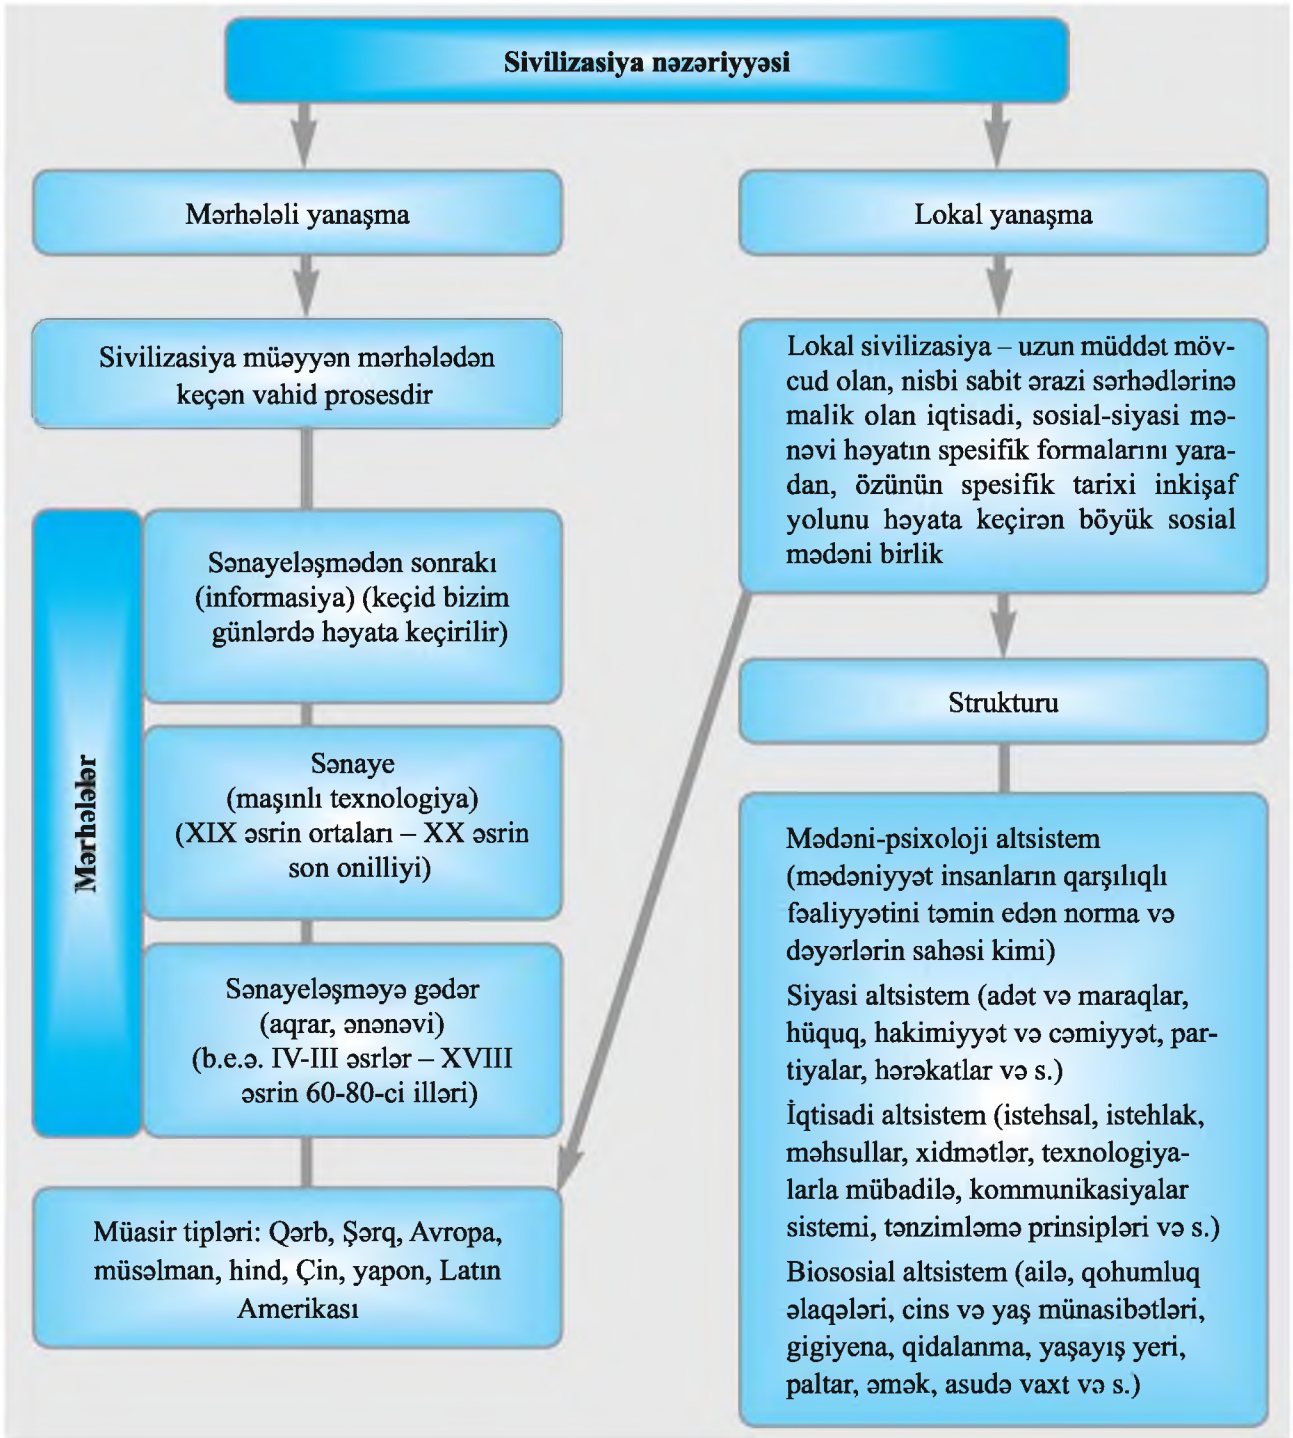 Sivilizasiya nəzəriyyəsi
Mərhələli yanaşma
Sivilizasiya müəyyən mərhələdən
keçən vahid prosesdir
Mərhələlər
Sənayeləşmədən sonrakı
(informasiya) (keçid bizim
günlərdə həyata keçirilir)
Sənaye
(maşınlı texnologiya)
(XIX əsrin ortaları – XX əsrin
son onilliyi)
Sənayeləşməyə gədər
(aqrar, ənənəvi)
(b.e.ə. IV-III əsrlər – XVIII
əsrin 60-80-ci illəri)
Müasir tipləri: Qərb, Şərq, Avropa,
müsəlman, hind, Çin, yapon, Latın
Amerikası
Lokal yanaşma
Lokal sivilizasiya – uzun müddət möv-
cud olan, nisbi sabit ərazi sərhədlərinə
malik olan iqtisadi, sosial-siyasi mə-
nəvi həyatın spesifik formalarını yara-
dan, özünün spesifik tarixi inkişaf
yolunu həyata keçirən böyük sosial
mədəni birlik
Strukturu
Mədəni-psixoloji altsistem
(mədəniyyət insanların qarşılıqlı
fəaliyyətini təmin edən norma və
dəyərlərin sahəsi kimi)
Siyasi altsistem (adət və maraqlar,
hüquq, hakimiyyət və cəmiyyət, par-
tiyalar, hərəkatlar və s.)
İqtisadi altsistem (istehsal, istehlak,
məhsullar, xidmətlər, texnologiya-
larla mübadilə, kommunikasiyalar
sistemi, tənzimləmə prinsipləri və s.)
Biososial altsistem (ailə, qohumluq
əlaqələri, cins və yaş münasibətləri,
gigiyena, qidalanma, yaşayış yeri,
paltar, əmək, asudə vaxt və s.)